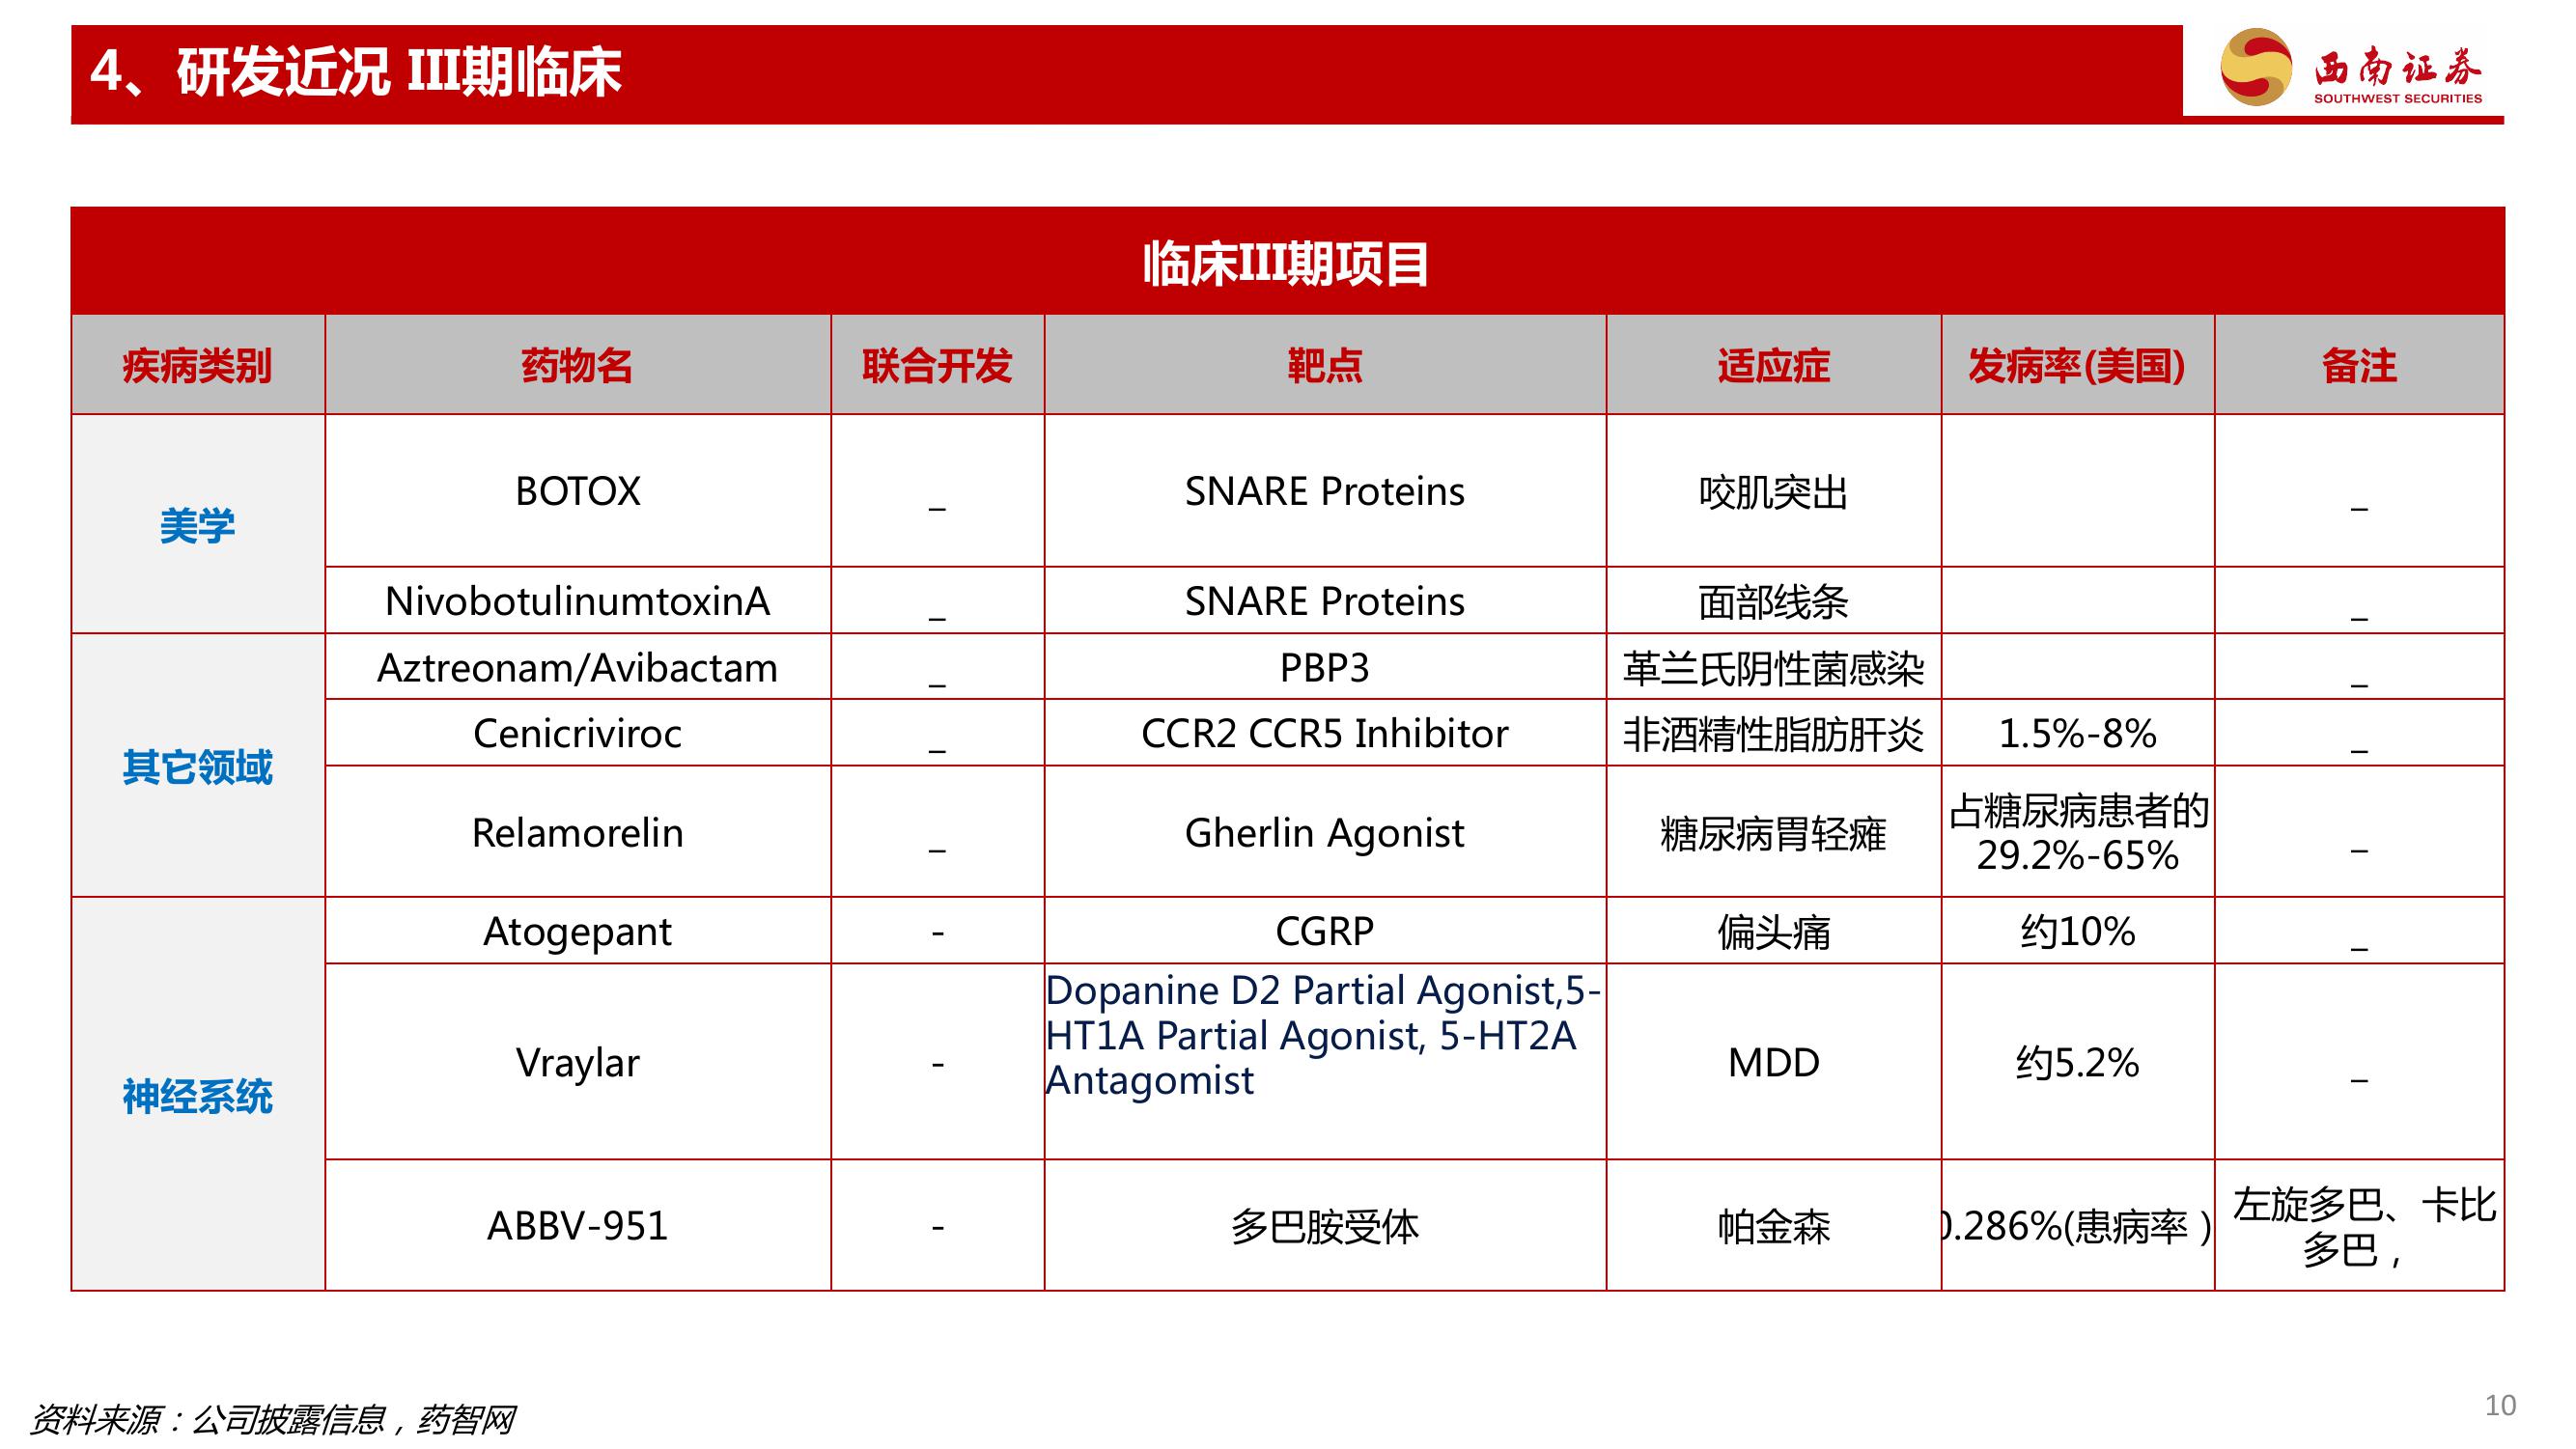 4、研发近况 III期临床
西南证券
SOUTHWEST SECURITIES
临床III期项目
疾病类别 药物名 联合开发 靶点 适应症 发病率(美国) 备注
美学
BOTOX _ SNARE Proteins 咬肌突出 _
NivobotulinumtoxinA _ SNARE Proteins 面部线条 _
其它领域
Aztreonam/Avibactam _ PBP3 革兰氏阴性菌感染 _
Cenicriviroc _ CCR2 CCR5 Inhibitor 非酒精性脂肪肝炎 1.5%-8% _
Relamorelin _ Gherlin Agonist 糖尿病胃轻瘫 占糖尿病患者的
29.2%-65% _
神经系统
Atogepant - CGRP 偏头痛 约10% _
Vraylar - Dopanine D2 Partial Agonist,5-
HT1A Partial Agonist, 5-HT2A
Antagomist MDD 约5.2% _
ABBV-951 - 多巴胺受体 帕金森 0.286%(患病率) 左旋多巴、卡比
多巴，
资料来源：公司披露信息，药智网
10